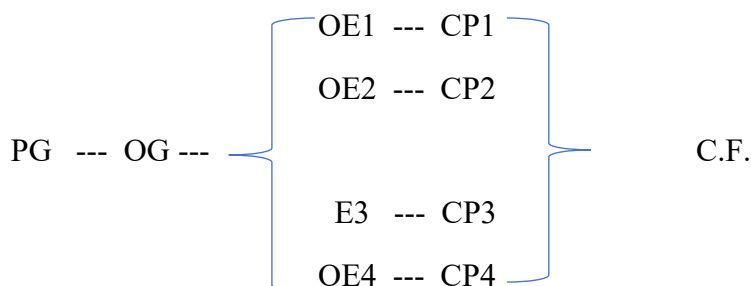 OE1 --- CP1
OE2 --- CP2
PG --- OG --- C.F.
E3 --- CP3
OE4 --- CP4